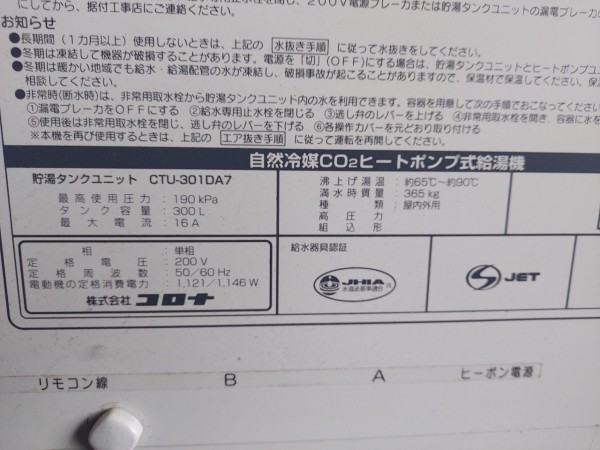 にしてから、据付工事店にご連絡ください。
お知らせ
●長期間（１カ月以上）使用しないときは、上記の 水抜き手順 に従って水抜きをしてください。
●冬期は凍結して機器が破損することがあります。電源を「切」（ＯＦＦ）にする場合は、貯湯タンクユニットとヒートポンプユニ
●冬期は暖かい地域でも給水・給湯配管の水が凍結し、破損事故が起こることがありますので、保温材で保温してください。
相談してください。
●非常時（断水時）は、非常用取水栓から貯湯タンクユニット内の水を利用できます。容器を用意して次の手順でおこなってください
①漏電ブレーカをＯＦＦにする ②給水専用止水栓を閉じる ③逃し弁のレバーを上げる ④非常用取水栓を開き、容器に水を
⑤使用後は非常用取水栓を閉じ、逃し弁のレバーを下げる ⑥各操作カバーを元どおり取り付ける
※本機を再び使用するときは、上記の エア抜き手順 に従って運転を再開してください。
自然冷媒CO₂ヒートポンプ式給湯機
貯湯タンクユニット CTU-301DA7
最高使用圧力：190 kPa
タンク容量：300 L
最大電流：16 A
沸上げ湯温：約65℃～約90℃
満水時質量：365 kg
種類：屋内外用
高圧力
組込形
相：単相
定格電圧：200 V
定格周波数：50/60 Hz
電動機の定格消費電力：1,121/1,146 W
株式会社 コロナ
給水器具認証
JHIA
JET
リモコン線 B A ヒーポン電源